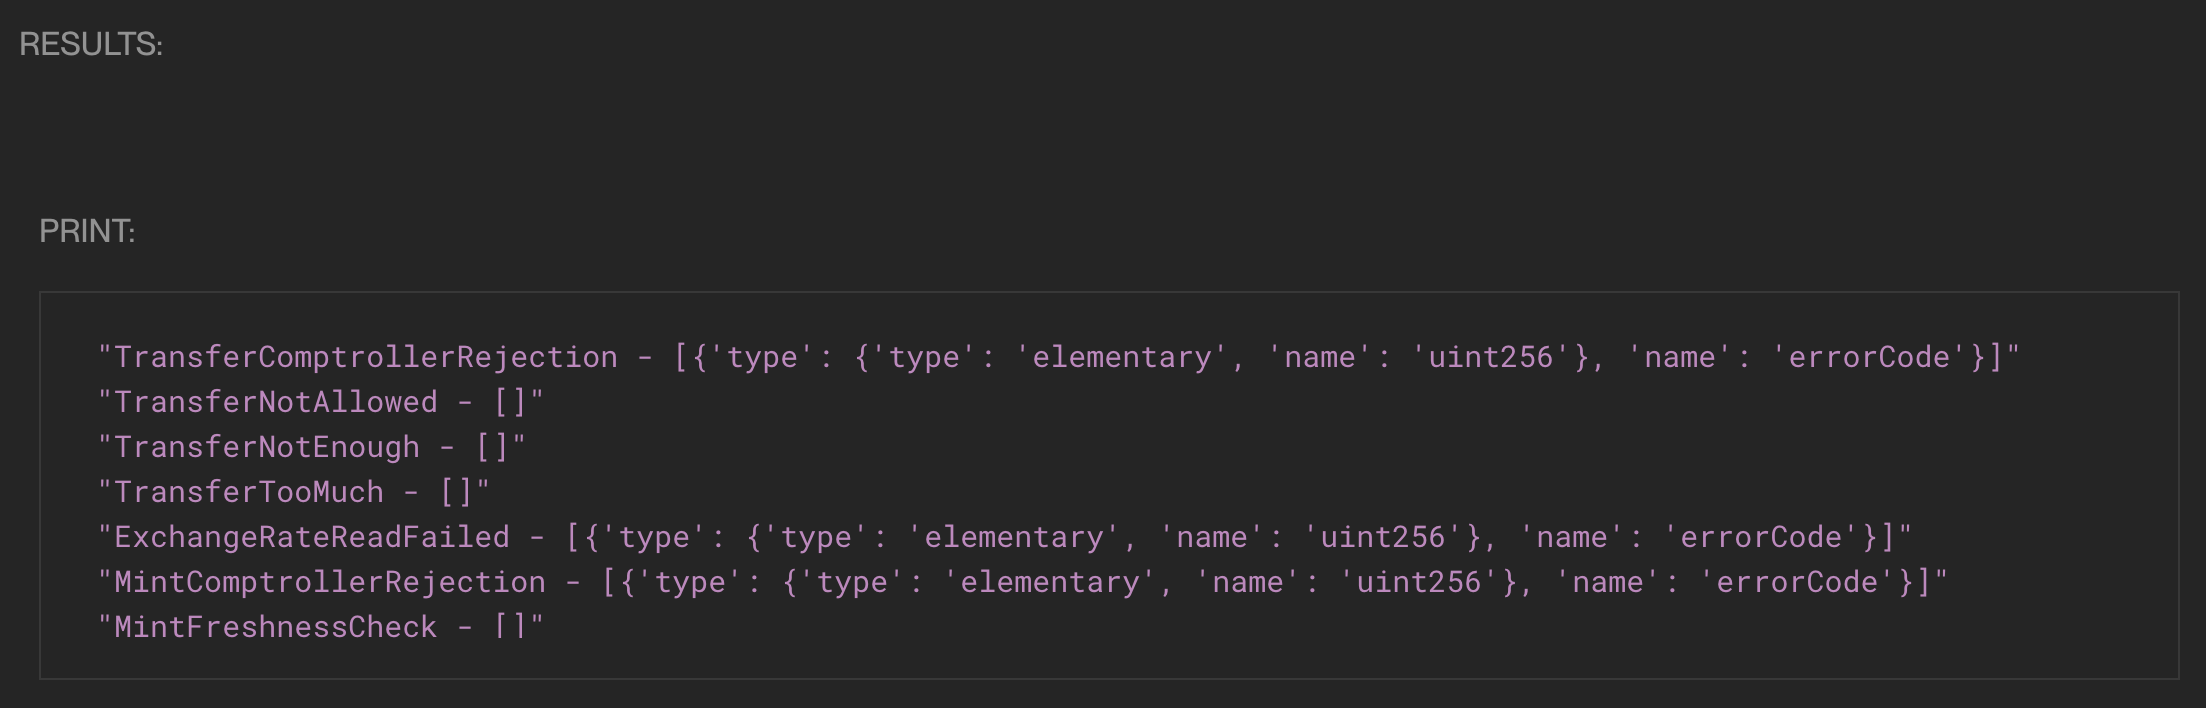 RESULTS:
PRINT:
"TransferComptrollerRejection - [{'type': {'type': 'elementary', 'name': 'uint256'}, 'name': 'errorCode'}]"
"TransferNotAllowed - []"
"TransferNotEnough - []"
"TransferTooMuch - []"
"ExchangeRateReadFailed - [{'type': {'type': 'elementary', 'name': 'uint256'}, 'name': 'errorCode'}]"
"MintComptrollerRejection - [{'type': {'type': 'elementary', 'name': 'uint256'}, 'name': 'errorCode'}]"
"MintFreshnessCheck - []"